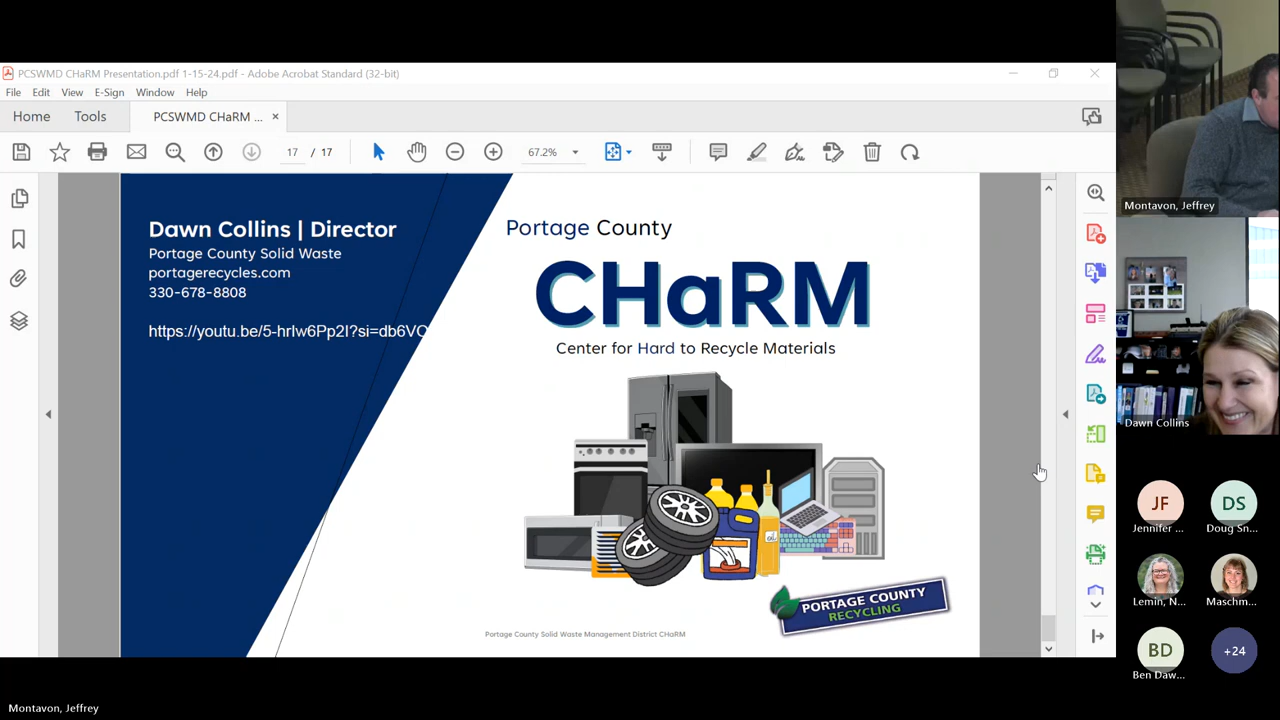 PCSWMD CHaRM Presentation.pdf 1-15-24.pdf - Adobe Acrobat Standard (32-bit)
File Edit View E-Sign Window Help
Home Tools PCSWMD CHaRM ... ×
17 / 17 67.2%
Dawn Collins | Director
Portage County Solid Waste
portagerecycles.com
330-678-8808
https://youtu.be/5-hrlw6Pp2I?si=db6VQ
Portage County
CHaRM
Center for Hard to Recycle Materials
oil
PORTAGE COUNTY
RECYCLING
Portage County Solid Waste Management District CHaRM
Montavon, Jeffrey
Dawn Collins
JF DS
Jennifer ... Doug Sn...
Lemin, N... Maschm...
BD +24
Ben Daw...
Montavon, Jeffrey